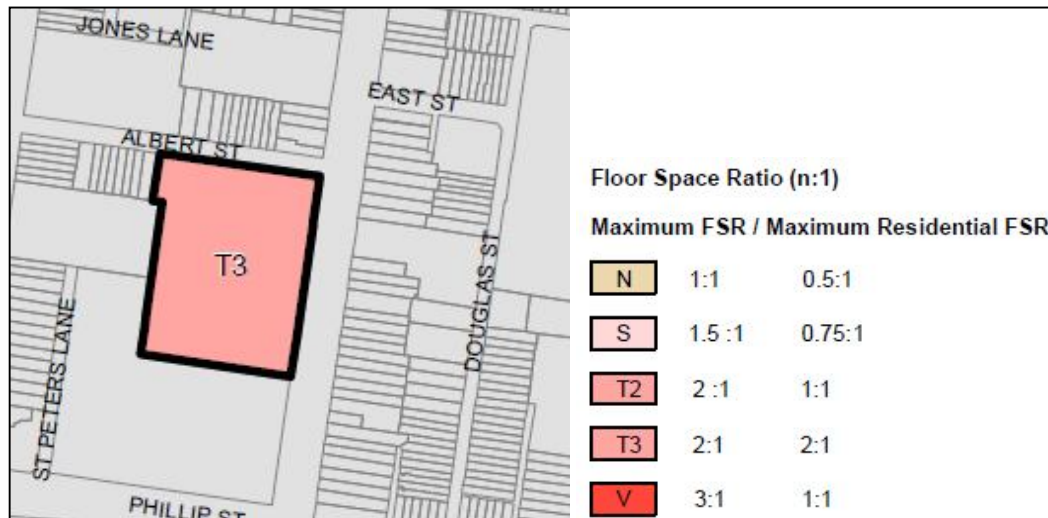 JONES LANE
EAST ST
ALBERT ST
T3
DOUGLAS ST
ST PETERS LANE
PHILLIP ST
Floor Space Ratio (n:1)
Maximum FSR / Maximum Residential FSR
N 1:1 0.5:1
S 1.5 :1 0.75:1
T2 2 :1 1:1
T3 2:1 2:1
V 3:1 1:1